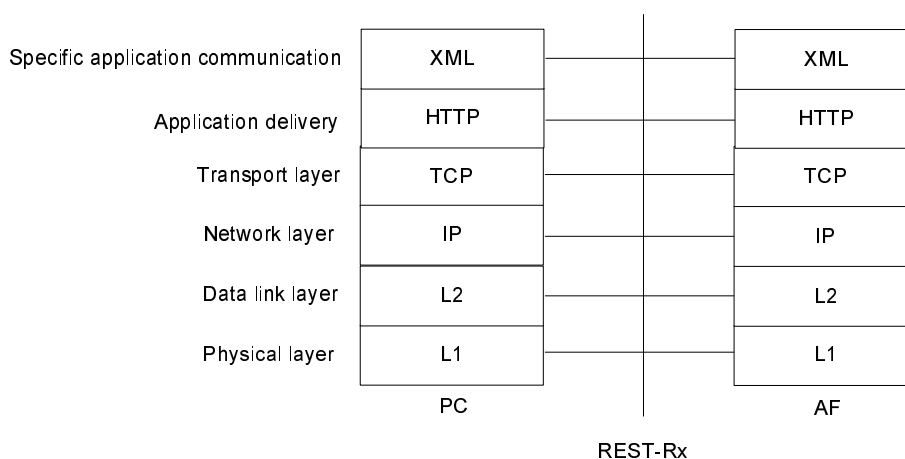 Specific application communication XML XML
Application delivery HTTP HTTP
Transport layer TCP TCP
Network layer IP IP
Data link layer L2 L2
Physical layer L1 L1
PC AF
REST-Rx